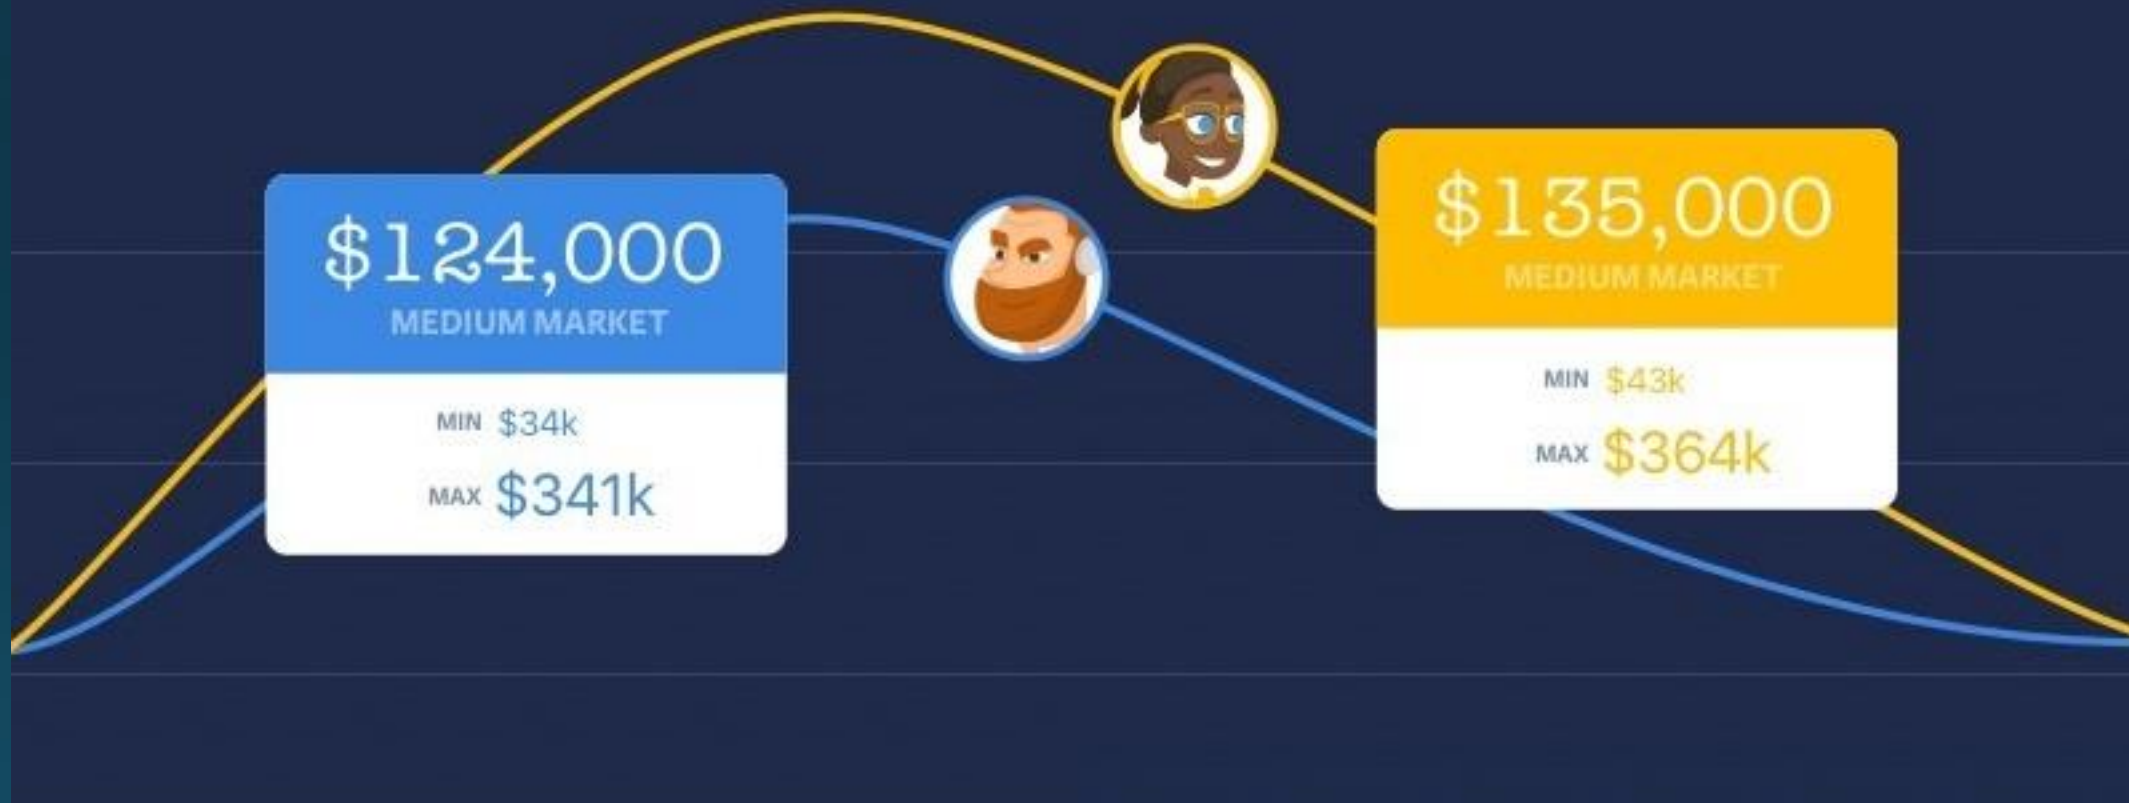 $124,000
MEDIUM MARKET
MIN $34k
MAX $341k
$135,000
MEDIUM MARKET
MIN $43k
MAX $364k